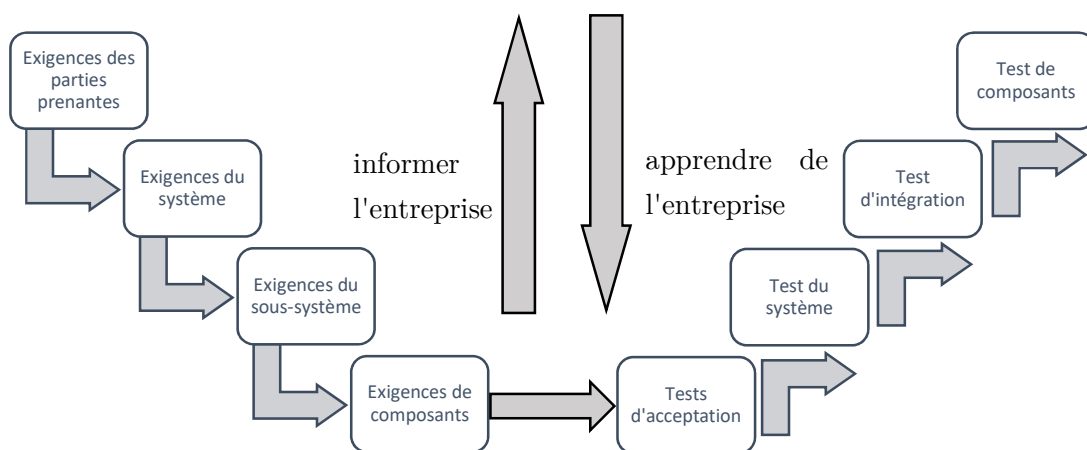 Exigences des
parties
prenantes
Exigences du
système
Exigences du
sous-système
Exigences de
composants
informer
l'entreprise
apprendre de
l'entreprise
Tests
d'acceptation
Test du
système
Test
d'intégration
Test de
composants